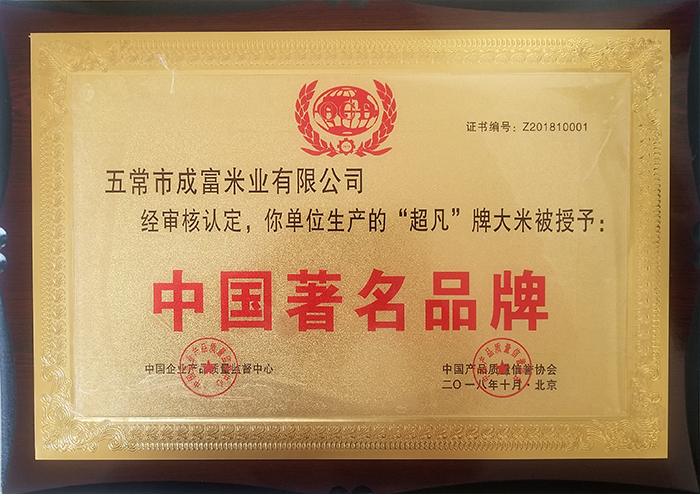 证书编号：Z201810001
五常市成富米业有限公司
经审核认定，你单位生产的“超凡”牌大米被授予：
中国著名品牌
中国企业产品质量监督中心
中国产品质量信誉协会
二〇一八年十月·北京